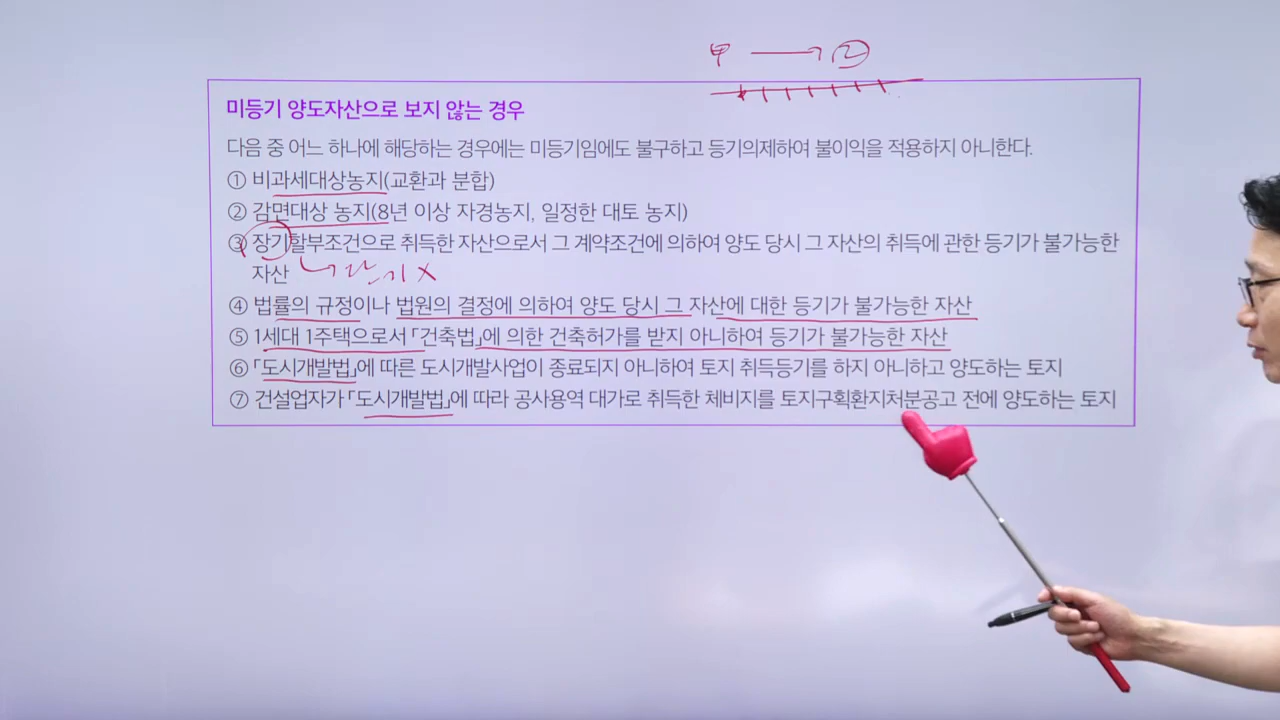 甲 → 乙
미등기 양도자산으로 보지 않는 경우
다음 중 어느 하나에 해당하는 경우에는 미등기임에도 불구하고 등기의제하여 불이익을 적용하지 아니한다.
① 비과세대상농지(교환과 분합)
② 감면대상 농지(8년 이상 자경농지, 일정한 대토 농지)
③ 장기할부조건으로 취득한 자산으로서 그 계약조건에 의하여 양도 당시 그 자산의 취득에 관한 등기가 불가능한
자산
단기 X
④ 법률의 규정이나 법원의 결정에 의하여 양도 당시 그 자산에 대한 등기가 불가능한 자산
⑤ 1세대 1주택으로서 「건축법」에 의한 건축허가를 받지 아니하여 등기가 불가능한 자산
⑥ 「도시개발법」에 따른 도시개발사업이 종료되지 아니하여 토지 취득등기를 하지 아니하고 양도하는 토지
⑦ 건설업자가 「도시개발법」에 따라 공사용역 대가로 취득한 체비지를 토지구획환지처분공고 전에 양도하는 토지